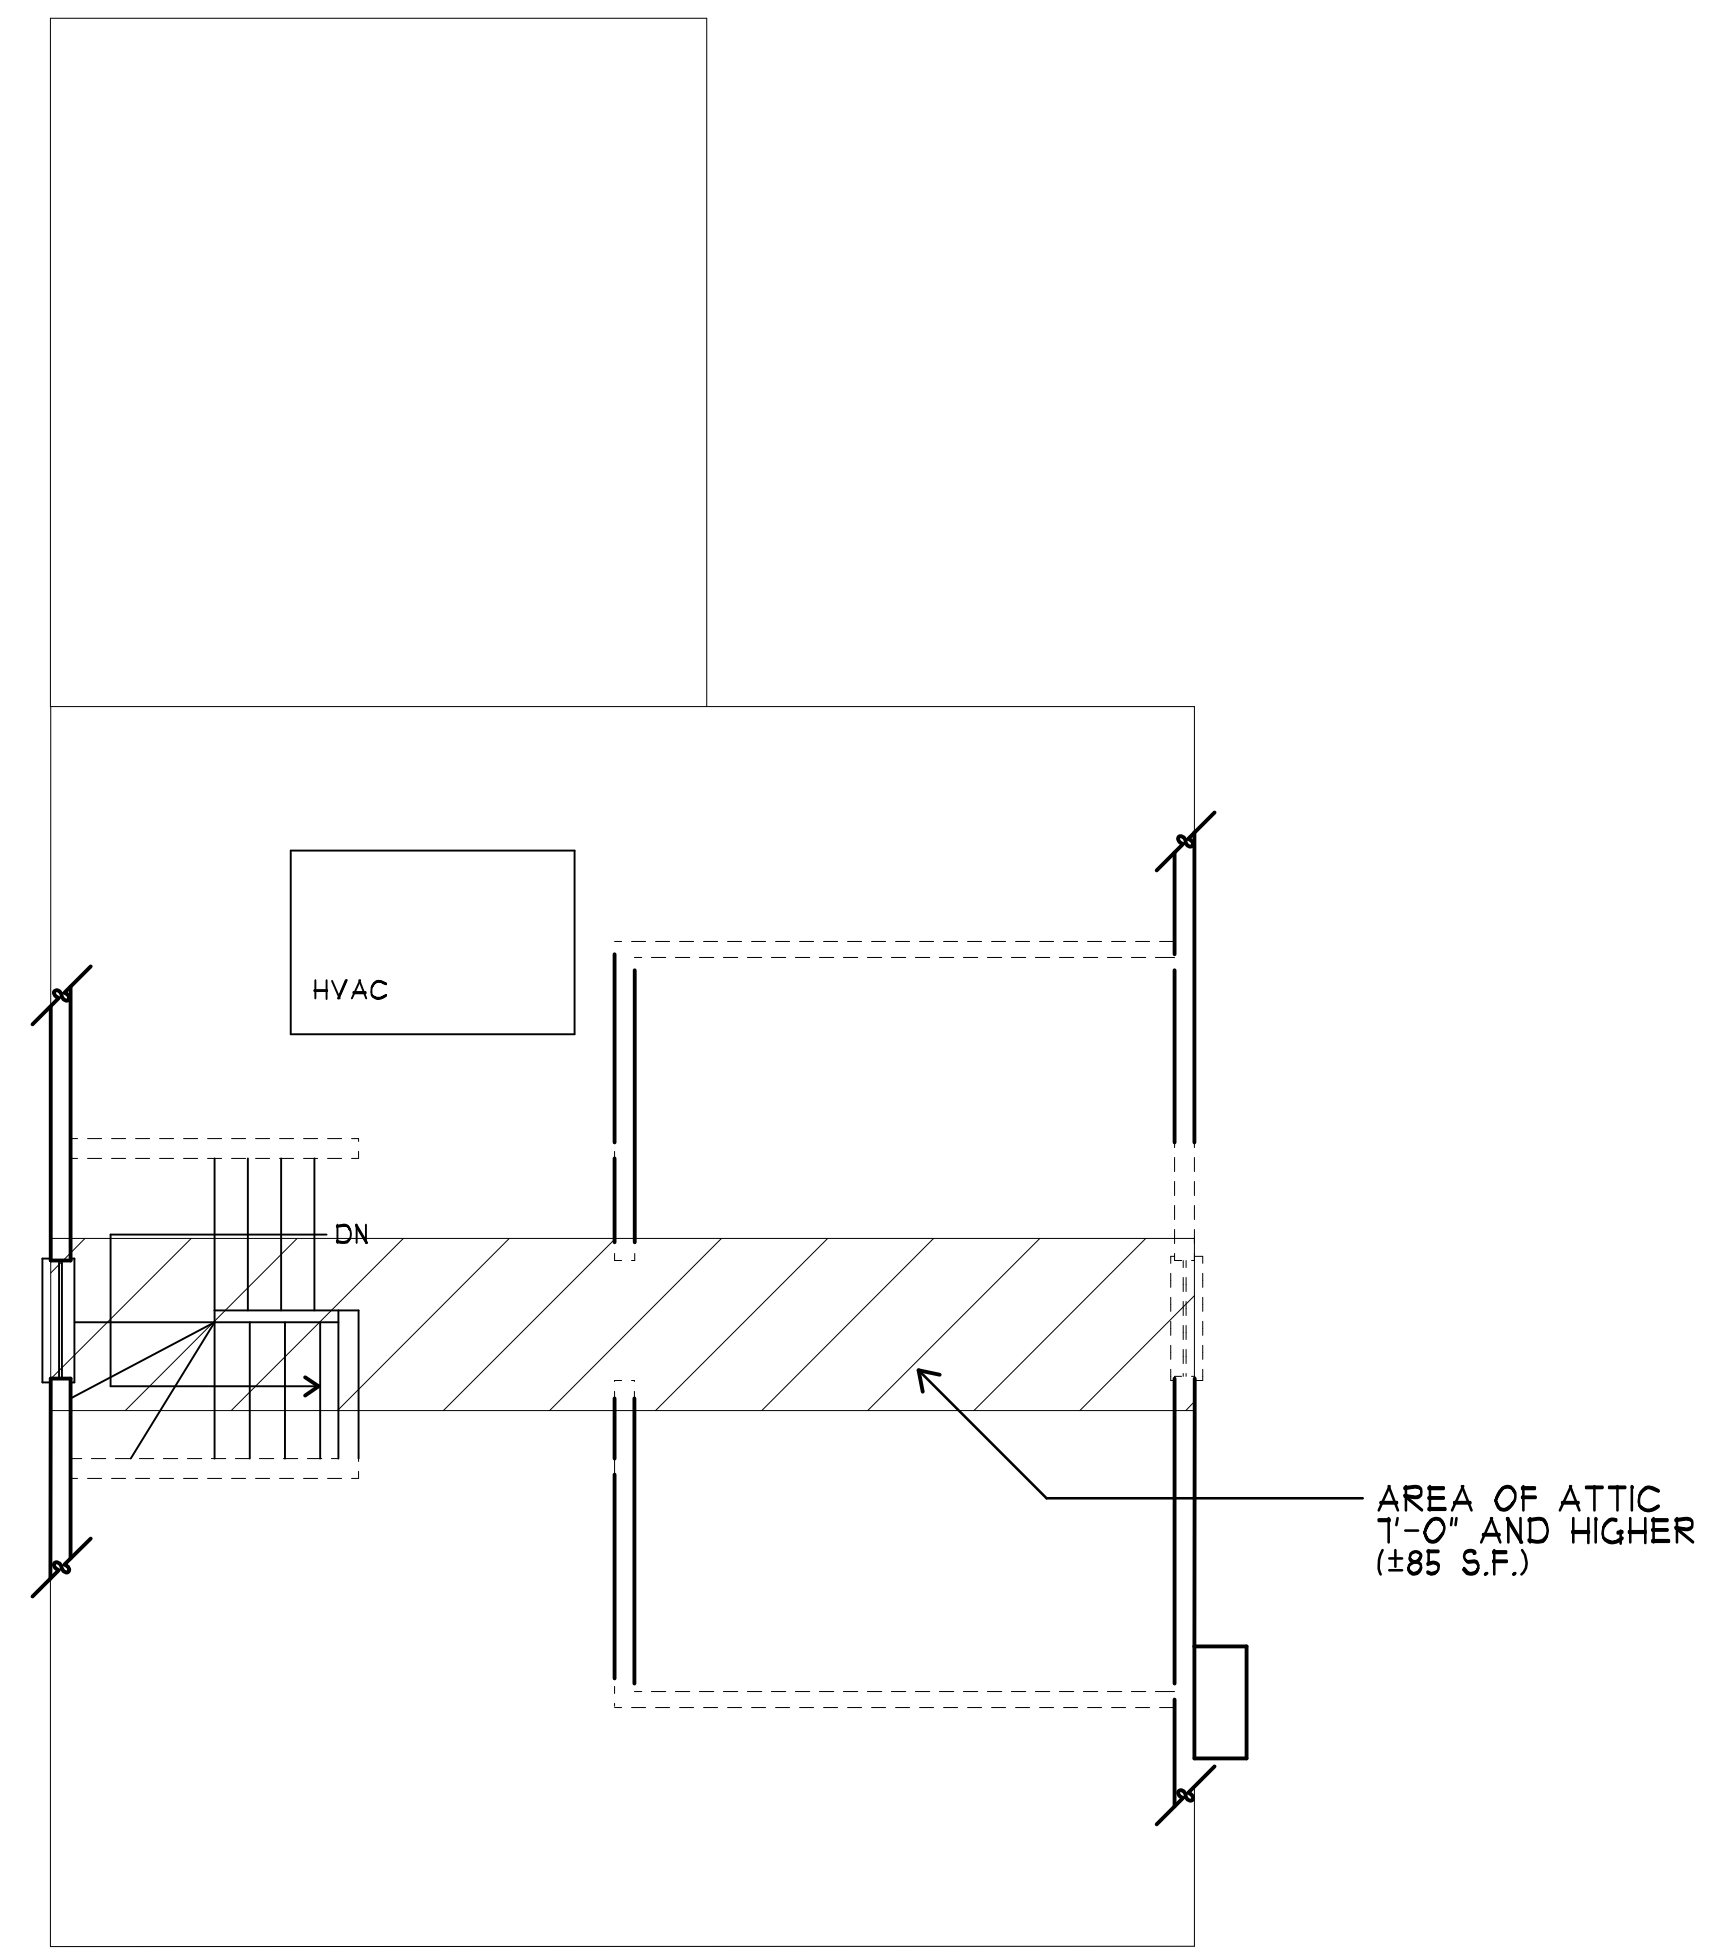 HVAC
DN
AREA OF ATTIC
7'-0" AND HIGHER
(±85 S.F.)